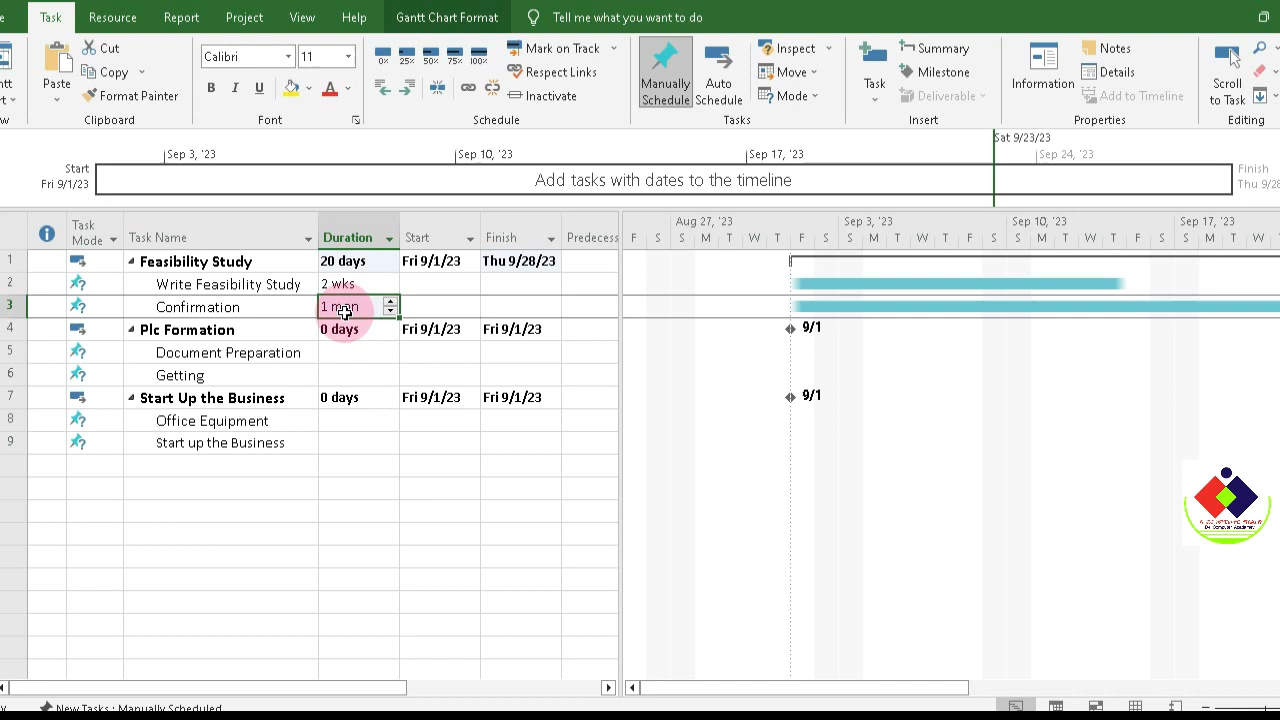 Task Resource Report Project View Help Gantt Chart Format Tell me what you want to do
Cut
Copy
Format Painter
Paste
Clipboard
Calibri 11
B I U A
Font
0% 25% 50% 75% 100%
Mark on Track
Respect Links
Inactivate
Schedule
Manually Schedule
Auto Schedule
Inspect
Move
Mode
Tasks
Task
Summary
Milestone
Deliverable
Insert
Information
Notes
Details
Add to Timeline
Properties
Scroll to Task
Editing
Sat 9/23/23
Sep 3, '23 Sep 10, '23 Sep 17, '23 Sep 24, '23
Start
Fri 9/1/23
Add tasks with dates to the timeline
Finish
Thu 9/28
Task Mode Task Name Duration Start Finish Predecess
Aug 27, '23 Sep 3, '23 Sep 10, '23 Sep 17, '23
F S S M T W T F S S M T W T F S S M T W T F S S M T W
1 Feasibility Study 20 days Fri 9/1/23 Thu 9/28/23
2 Write Feasibility Study 2 wks
3 Confirmation 1 mon
4 Plc Formation 0 days Fri 9/1/23 Fri 9/1/23 9/1
5 Document Preparation
6 Getting
7 Start Up the Business 0 days Fri 9/1/23 Fri 9/1/23 9/1
8 Office Equipment
9 Start up the Business
New Tasks : Manually Scheduled